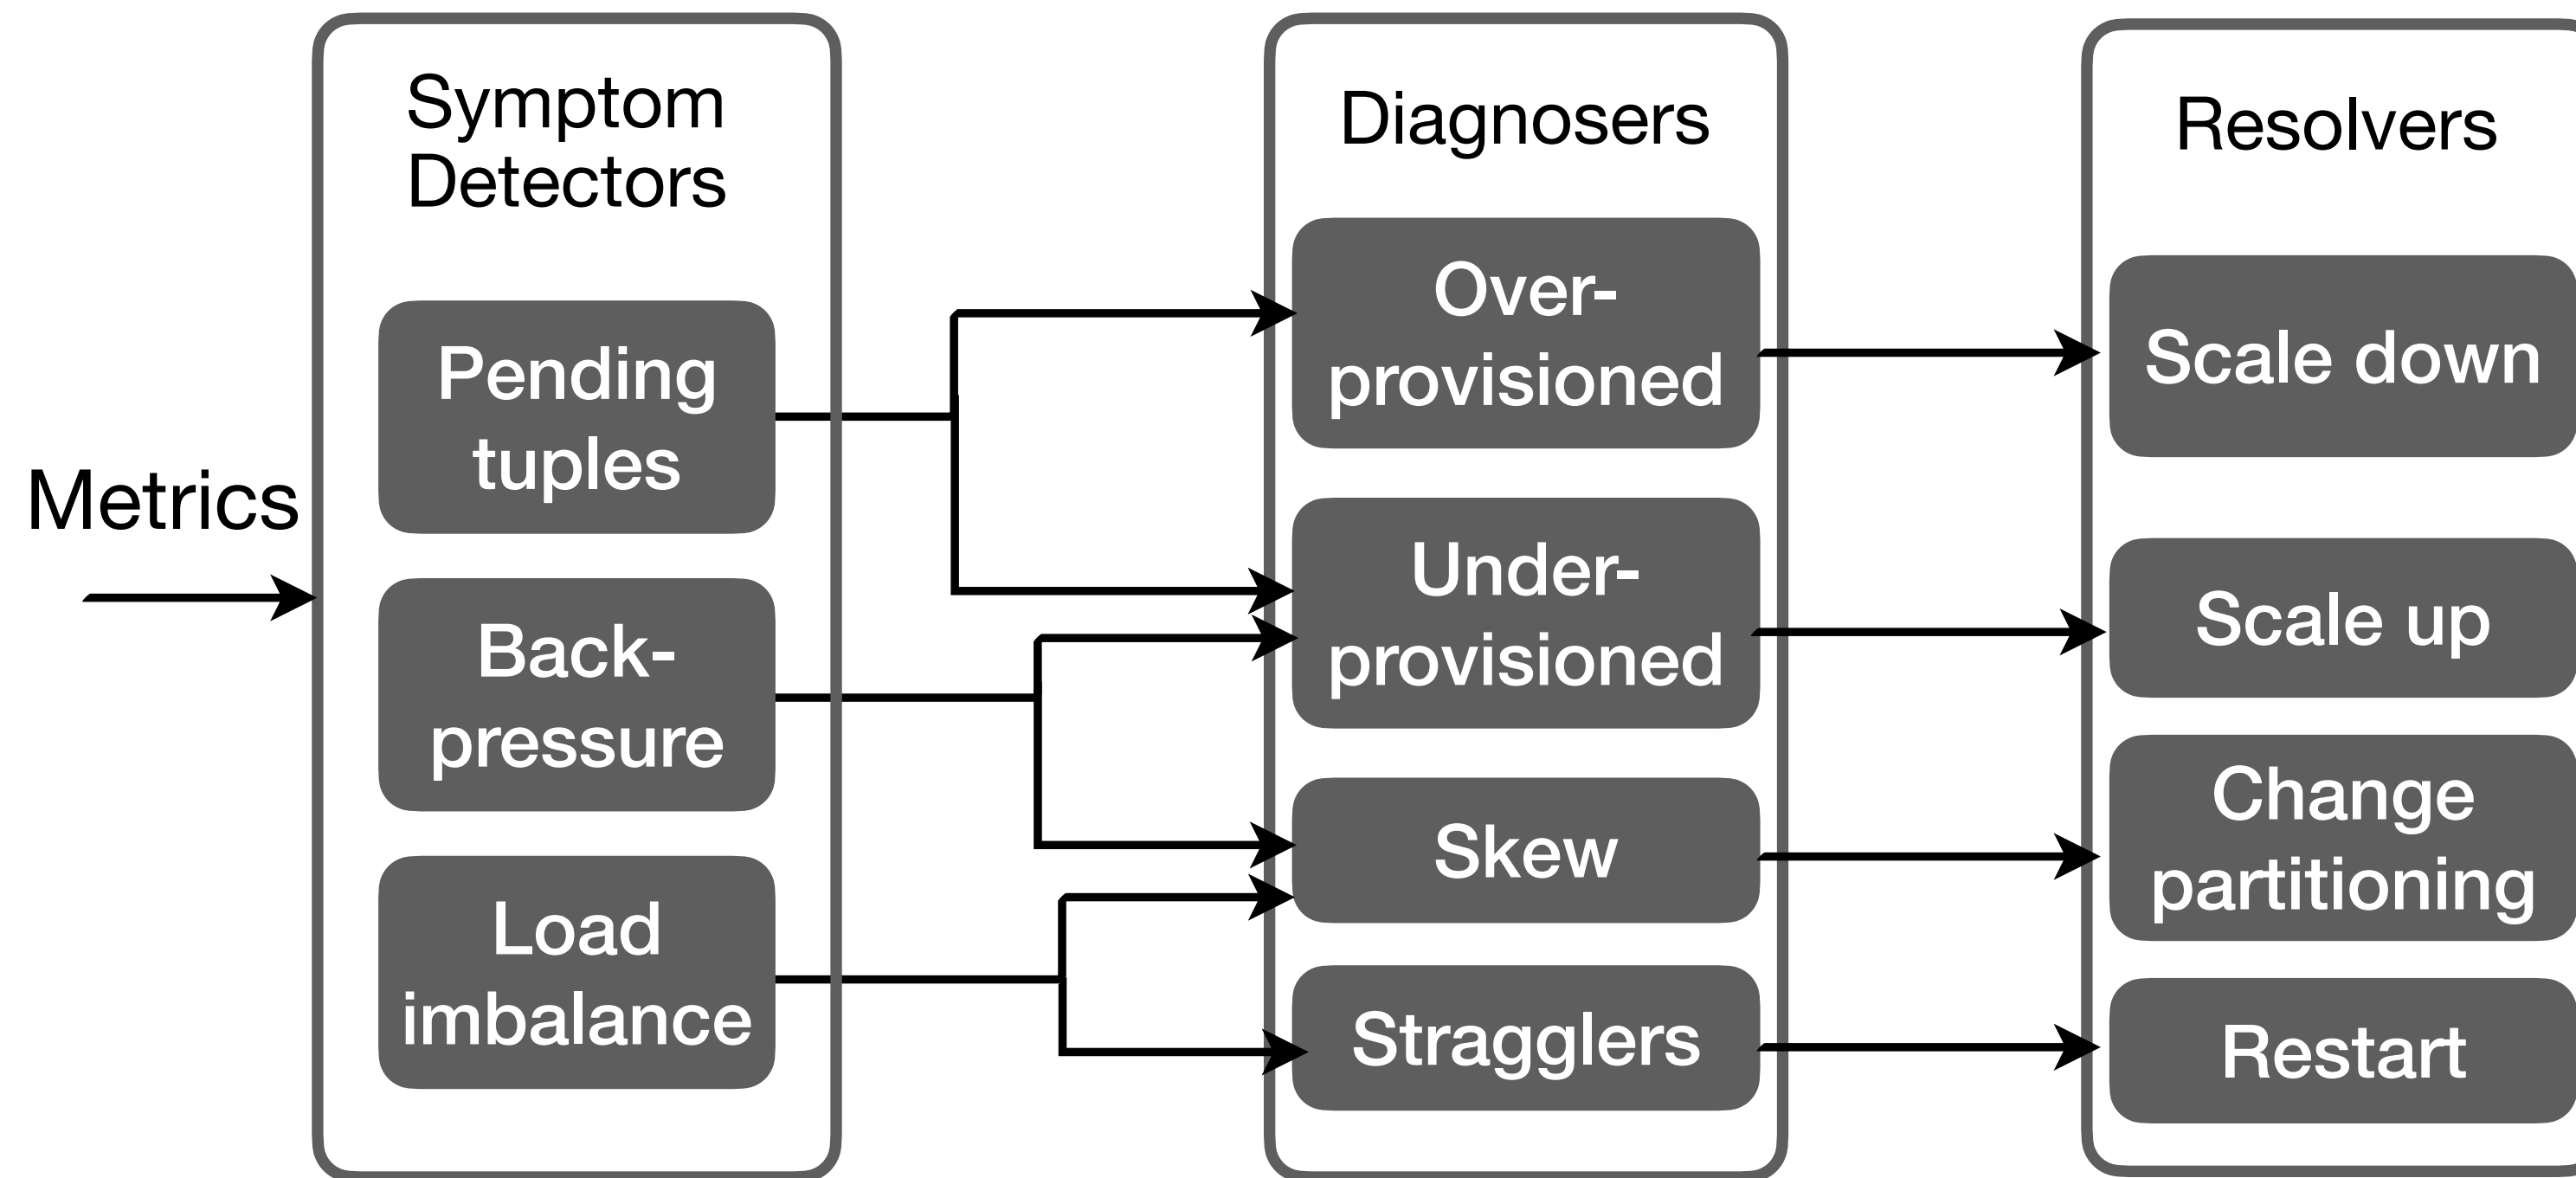 Metrics
Symptom
Detectors
Pending
tuples
Back-
pressure
Load
imbalance
Diagnosers
Over-
provisioned
Under-
provisioned
Skew
Stragglers
Resolvers
Scale down
Scale up
Change
partitioning
Restart